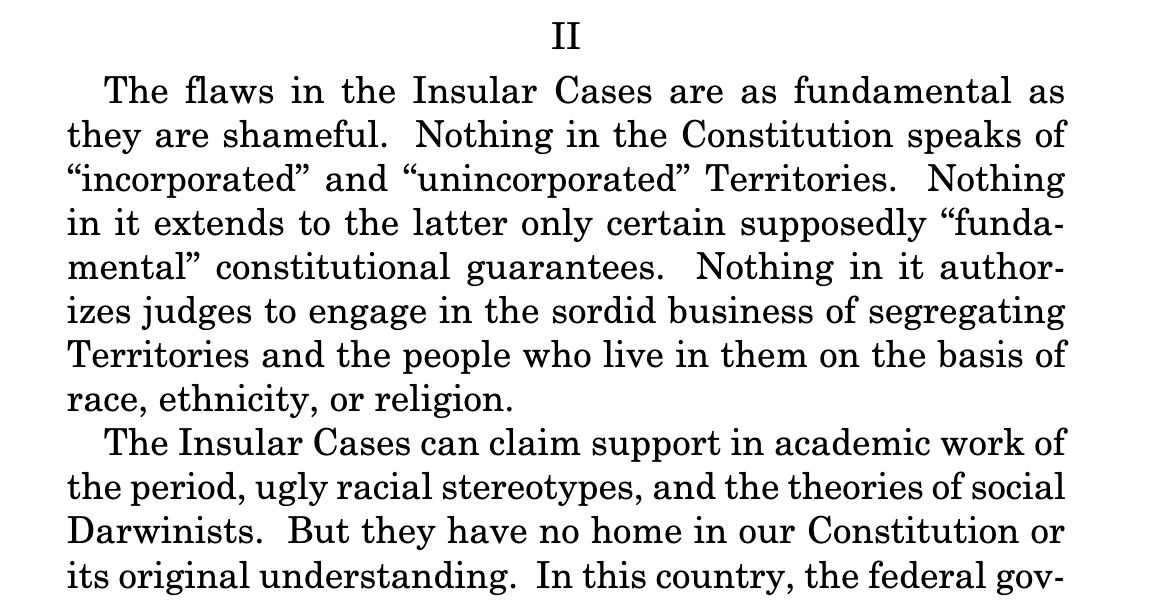 II
The flaws in the Insular Cases are as fundamental as
they are shameful. Nothing in the Constitution speaks of
“incorporated” and “unincorporated” Territories. Nothing
in it extends to the latter only certain supposedly “funda-
mental” constitutional guarantees. Nothing in it author-
izes judges to engage in the sordid business of segregating
Territories and the people who live in them on the basis of
race, ethnicity, or religion.
The Insular Cases can claim support in academic work of
the period, ugly racial stereotypes, and the theories of social
Darwinists. But they have no home in our Constitution or
its original understanding. In this country, the federal gov-